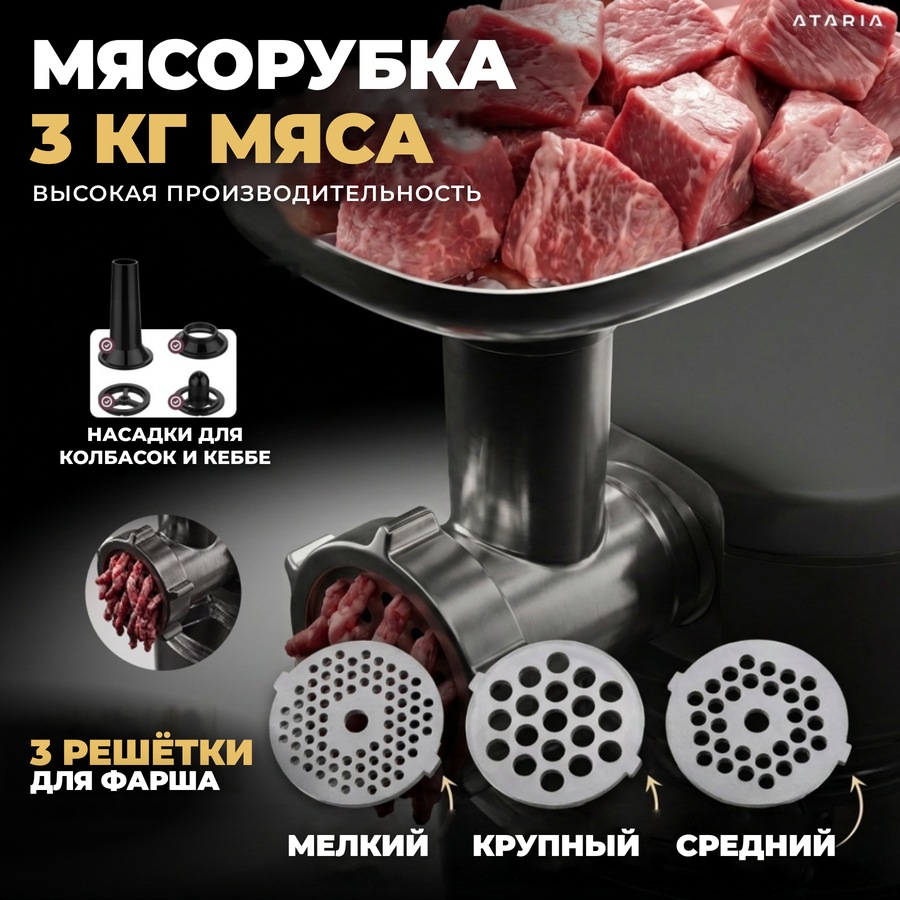 ATARIA
МЯСОРУБКА
3 КГ МЯСА
ВЫСОКАЯ ПРОИЗВОДИТЕЛЬНОСТЬ
НАСАДКИ ДЛЯ
КОЛБАСОК И КЕББЕ
3 РЕШЁТКИ
ДЛЯ ФАРША
МЕЛКИЙ
КРУПНЫЙ
СРЕДНИЙ